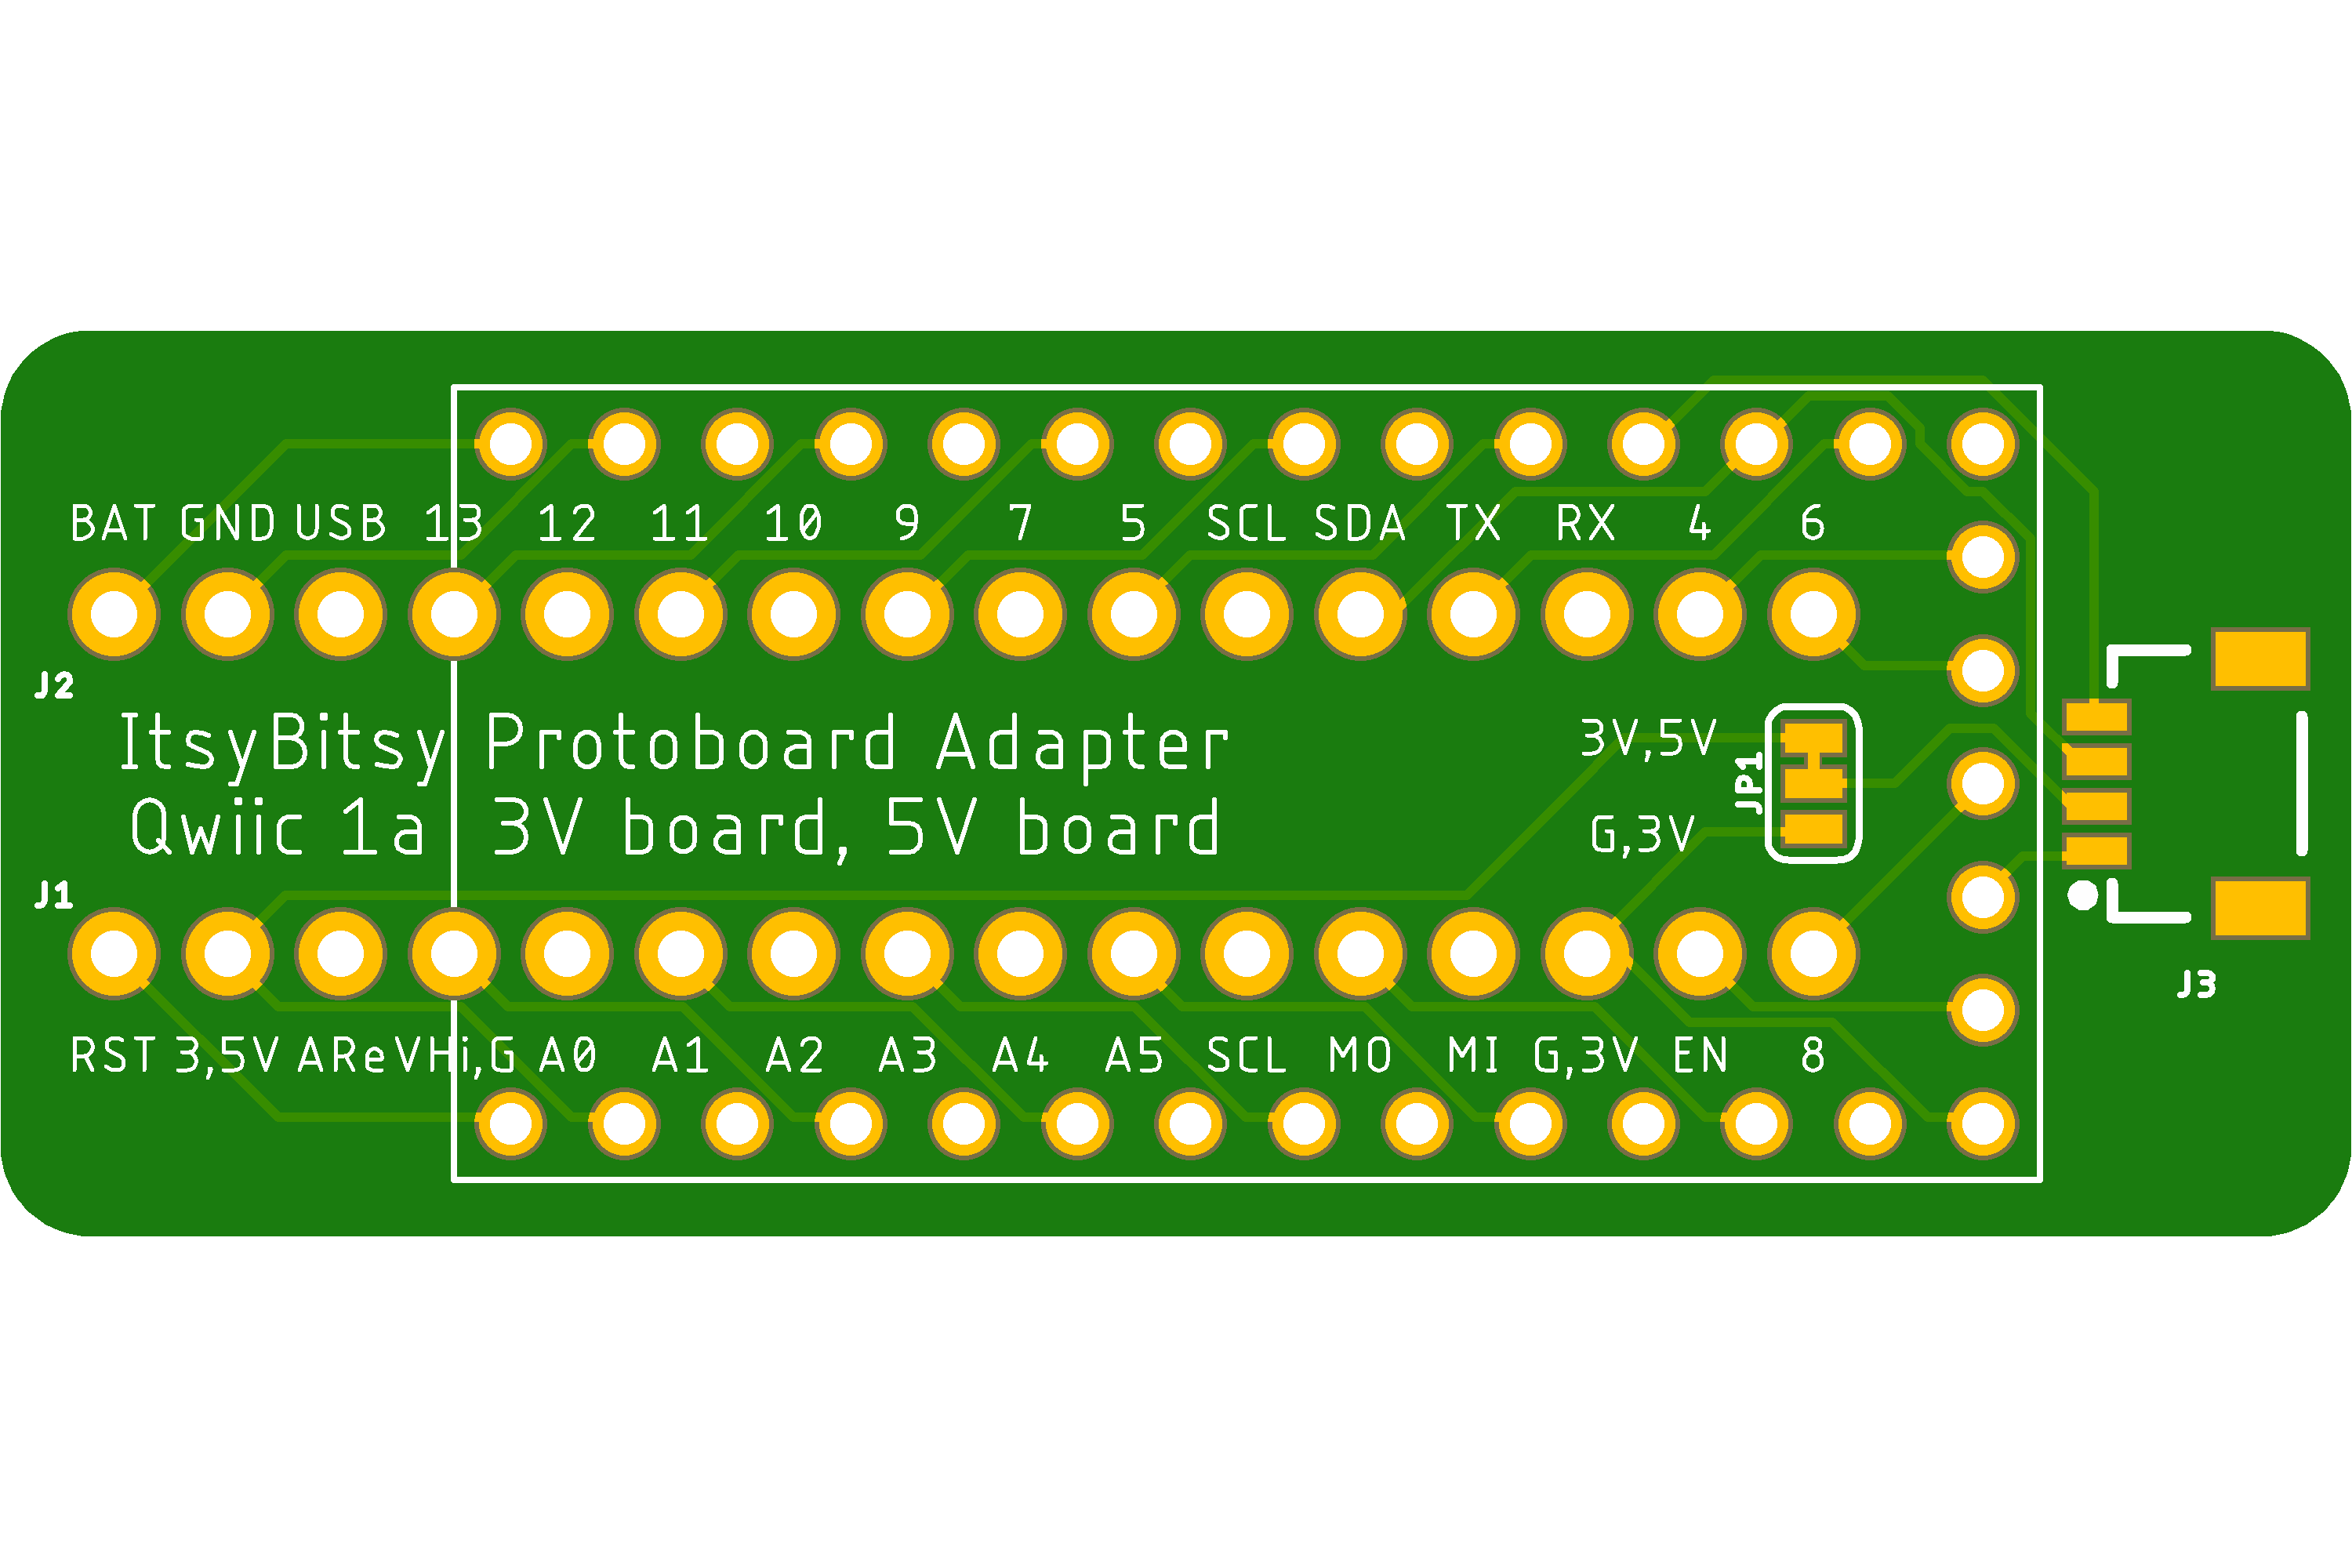 BAT GND USB 13 12 11 10 9 7 5 SCL SDA TX RX 4 6
J2
ItsyBitsy Protoboard Adapter
Qwiic 1a 3V board, 5V board
3V,5V
JP1
G,3V
J1
J3
RST 3,5V AReV Hi,G A0 A1 A2 A3 A4 A5 SCL MO MI G,3V EN 8